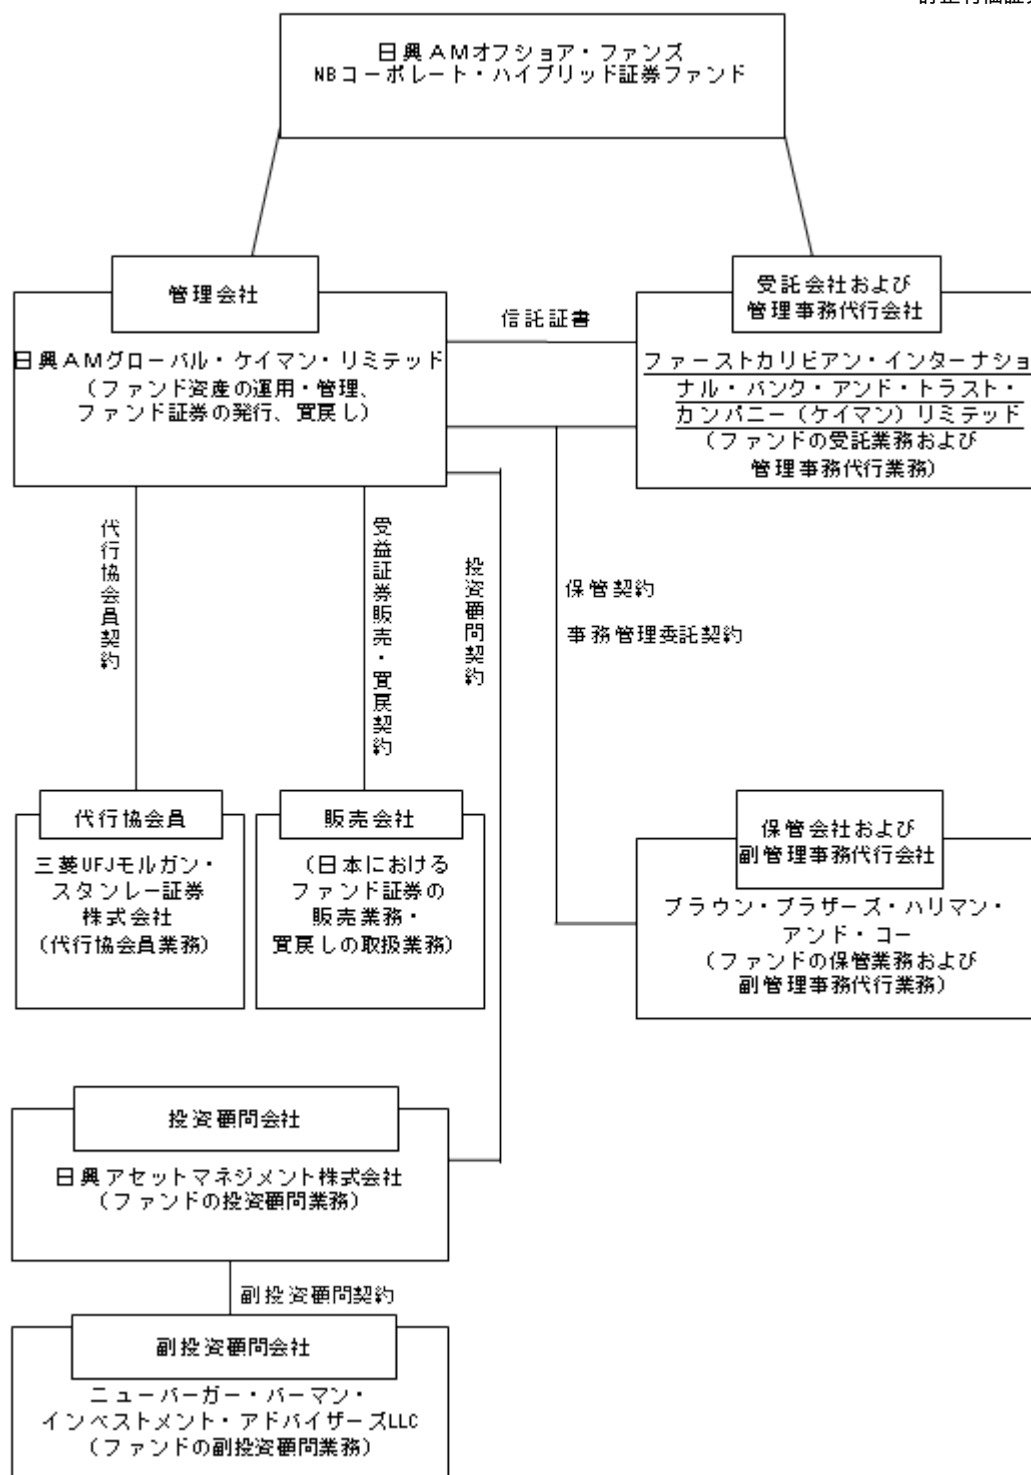 日興AMオフショア・ファンズ
NBコーポレート・ハイブリッド証券ファンド
管理会社
日興AMグローバル・ケイマン・リミテッド
（ファンド資産の運用・管理、
ファンド証券の発行、買戻し）
信託証書
受託会社および
管理事務代行会社
ファーストカリビアン・インターナショ
ナル・バンク・アンド・トラスト・
カンパニー（ケイマン）リミテッド
（ファンドの受託業務および
管理事務代行業務）
代行協会員契約
受益証券販売・買戻契約
投資顧問契約
保管契約
事務管理委託契約
代行協会員
三菱UFJモルガン・
スタンレー証券
株式会社
（代行協会員業務）
販売会社
（日本における
ファンド証券の
販売業務・
買戻しの取扱業務）
保管会社および
副管理事務代行会社
ブラウン・ブラザーズ・ハリマン・
アンド・コー
（ファンドの保管業務および
副管理事務代行業務）
投資顧問会社
日興アセットマネジメント株式会社
（ファンドの投資顧問業務）
副投資顧問契約
副投資顧問会社
ニューバーガー・バーマン・
インベストメント・アドバイザーズLLC
（ファンドの副投資顧問業務）